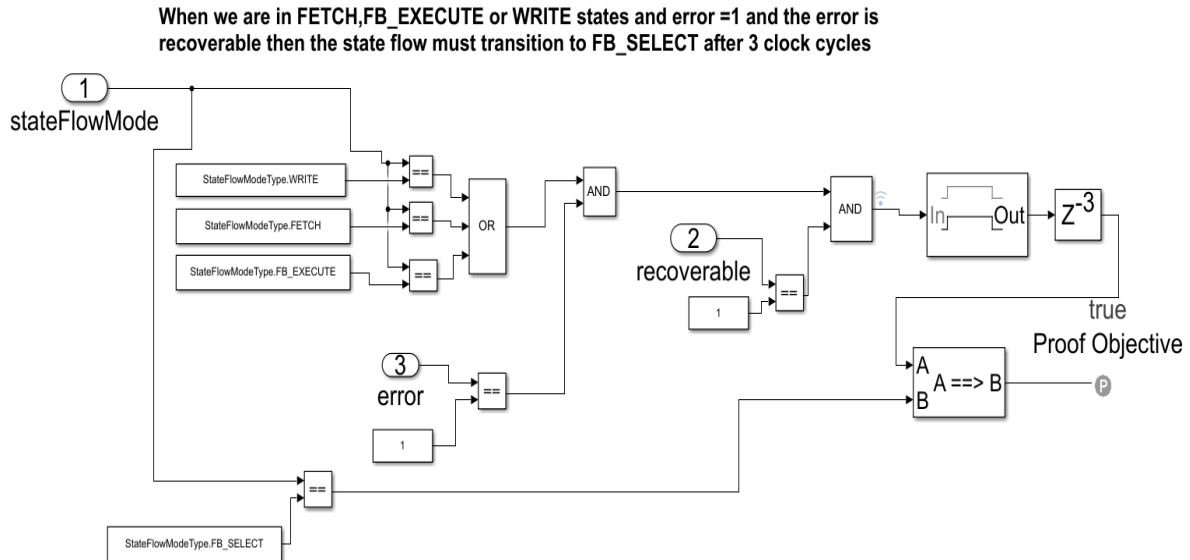 When we are in FETCH,FB_EXECUTE or WRITE states and error =1 and the error is
recoverable then the state flow must transition to FB_SELECT after 3 clock cycles
1
stateFlowMode
StateFlowModeType.WRITE
==
StateFlowModeType.FETCH
==
StateFlowModeType.FB_EXECUTE
==
OR
AND
2
recoverable
1
==
AND
In
Out
Z-3
3
error
1
==
true
Proof Objective
A
B
A ==> B
P
==
StateFlowModeType.FB_SELECT